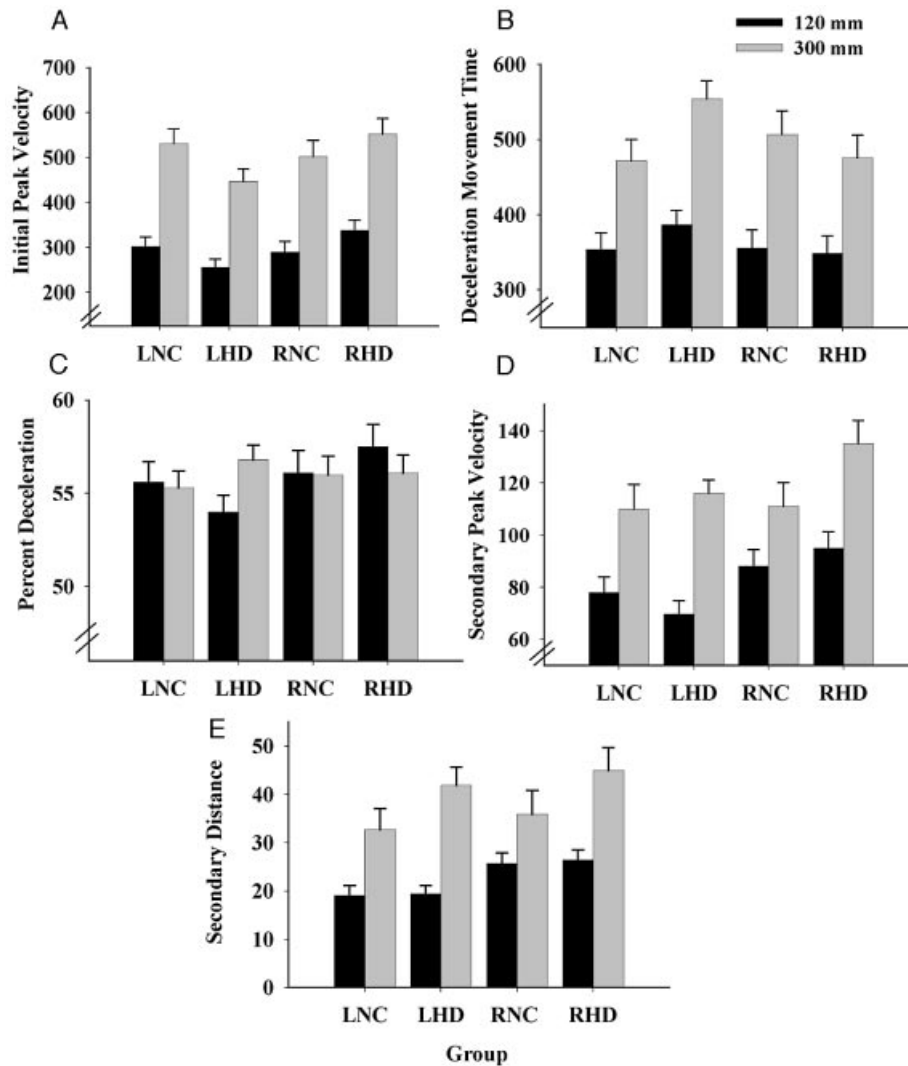 A
Initial Peak Velocity
700
600
500
400
300
200
LNC LHD RNC RHD
B
120 mm
300 mm
Deceleration Movement Time
600
500
400
300
LNC LHD RNC RHD
C
Percent Deceleration
60
55
50
LNC LHD RNC RHD
D
Secondary Peak Velocity
140
120
100
80
60
LNC LHD RNC RHD
E
Secondary Distance
50
40
30
20
10
0
LNC LHD RNC RHD
Group